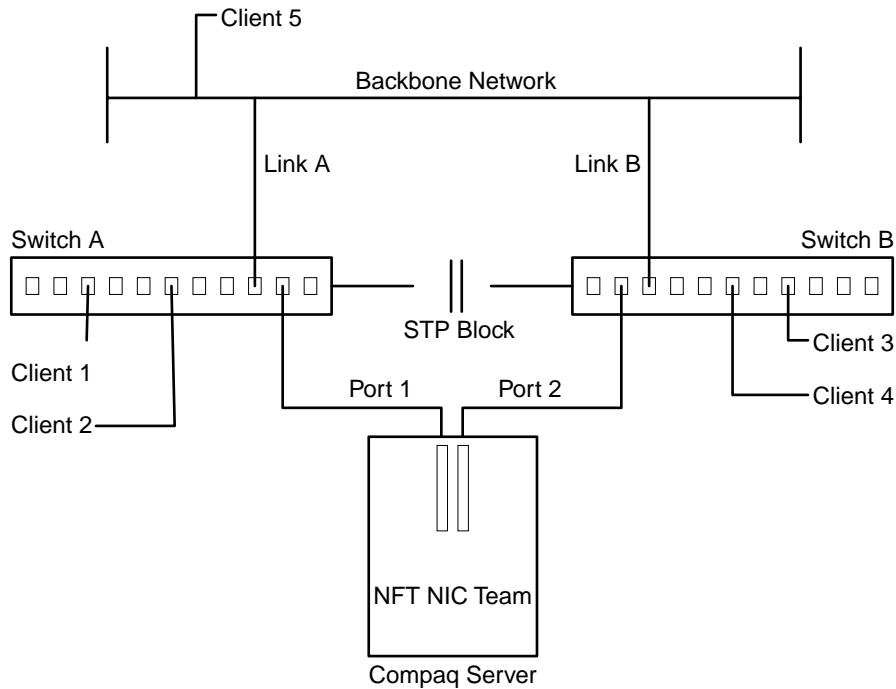 Client 5
Backbone Network
Link A
Link B
Switch A
Switch B
STP Block
Client 1
Client 3
Port 1
Port 2
Client 4
Client 2
NFT NIC Team
Compaq Server